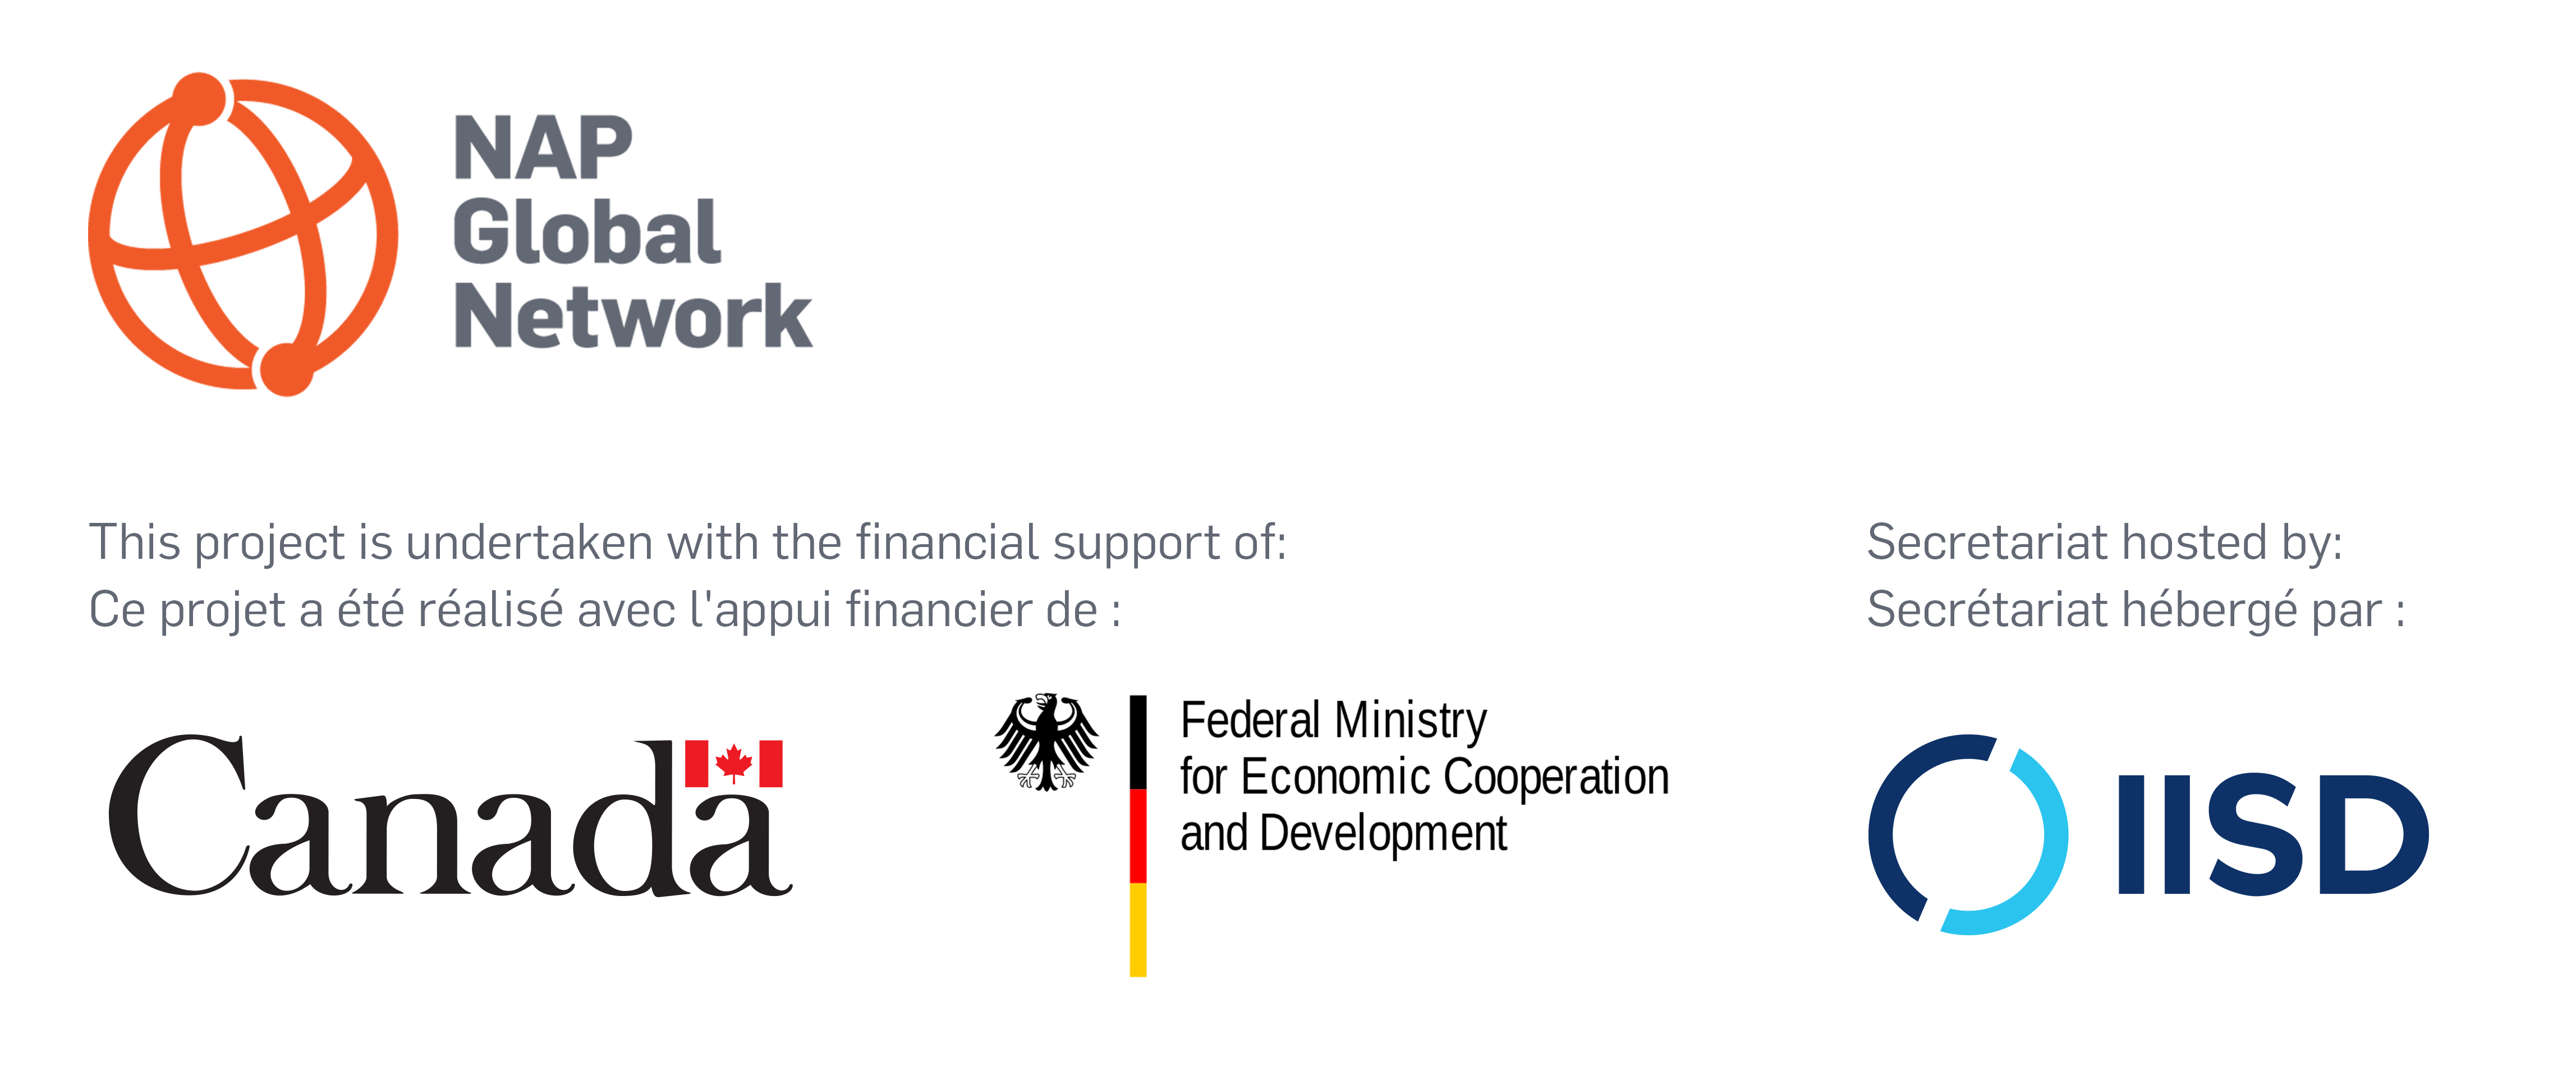 NAP
Global
Network
This project is undertaken with the financial support of:
Ce projet a été réalisé avec l'appui financier de :
Canada
Federal Ministry
for Economic Cooperation
and Development
Secretariat hosted by:
Secrétariat hébergé par :
IISD